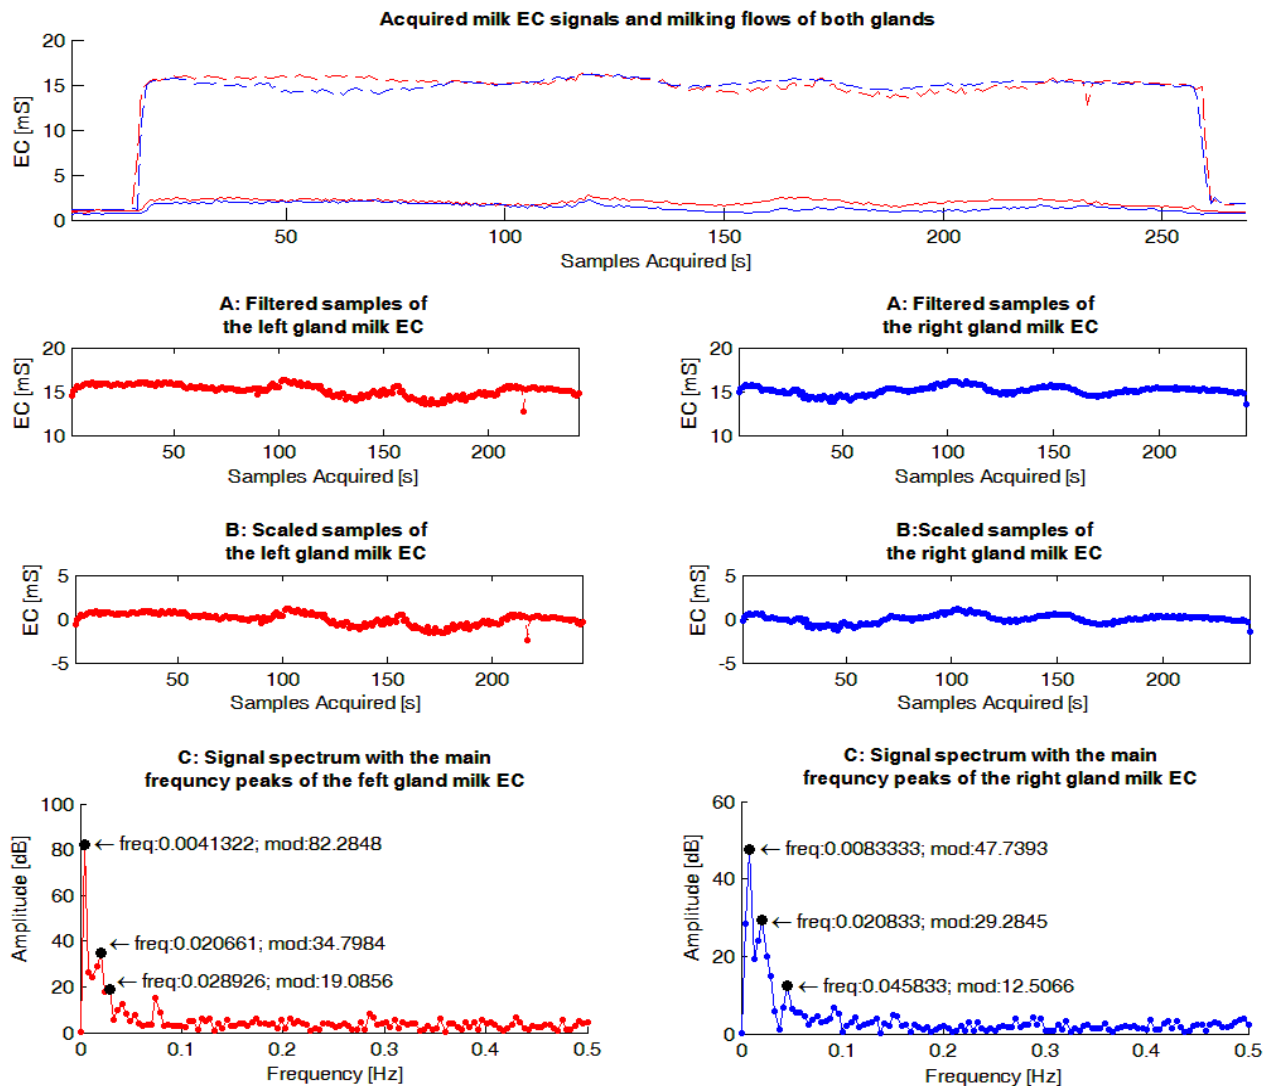 Acquired milk EC signals and milking flows of both glands
20
15
10
5
0
EC [mS]
50
100
150
200
250
Samples Acquired [s]
A: Filtered samples of
the left gland milk EC
20
15
10
EC [mS]
50
100
150
200
Samples Acquired [s]
A: Filtered samples of
the right gland milk EC
20
15
10
EC [mS]
50
100
150
200
Samples Acquired [s]
B: Scaled samples of
the left gland milk EC
5
0
-5
EC [mS]
50
100
150
200
Samples Acquired [s]
B:Scaled samples of
the right gland milk EC
5
0
-5
EC [mS]
50
100
150
200
Samples Acquired [s]
C: Signal spectrum with the main
frequncy peaks of the feft gland milk EC
100
80
60
40
20
0
Amplitude [dB]
← freq:0.0041322; mod:82.2848
← freq:0.020661; mod:34.7984
← freq:0.028926; mod:19.0856
0
0.1
0.2
0.3
0.4
0.5
Frequency [Hz]
C: Signal spectrum with the main
frequncy peaks of the right gland milk EC
60
40
20
0
Amplitude [dB]
← freq:0.0083333; mod:47.7393
← freq:0.020833; mod:29.2845
← freq:0.045833; mod:12.5066
0
0.1
0.2
0.3
0.4
0.5
Frequency [Hz]